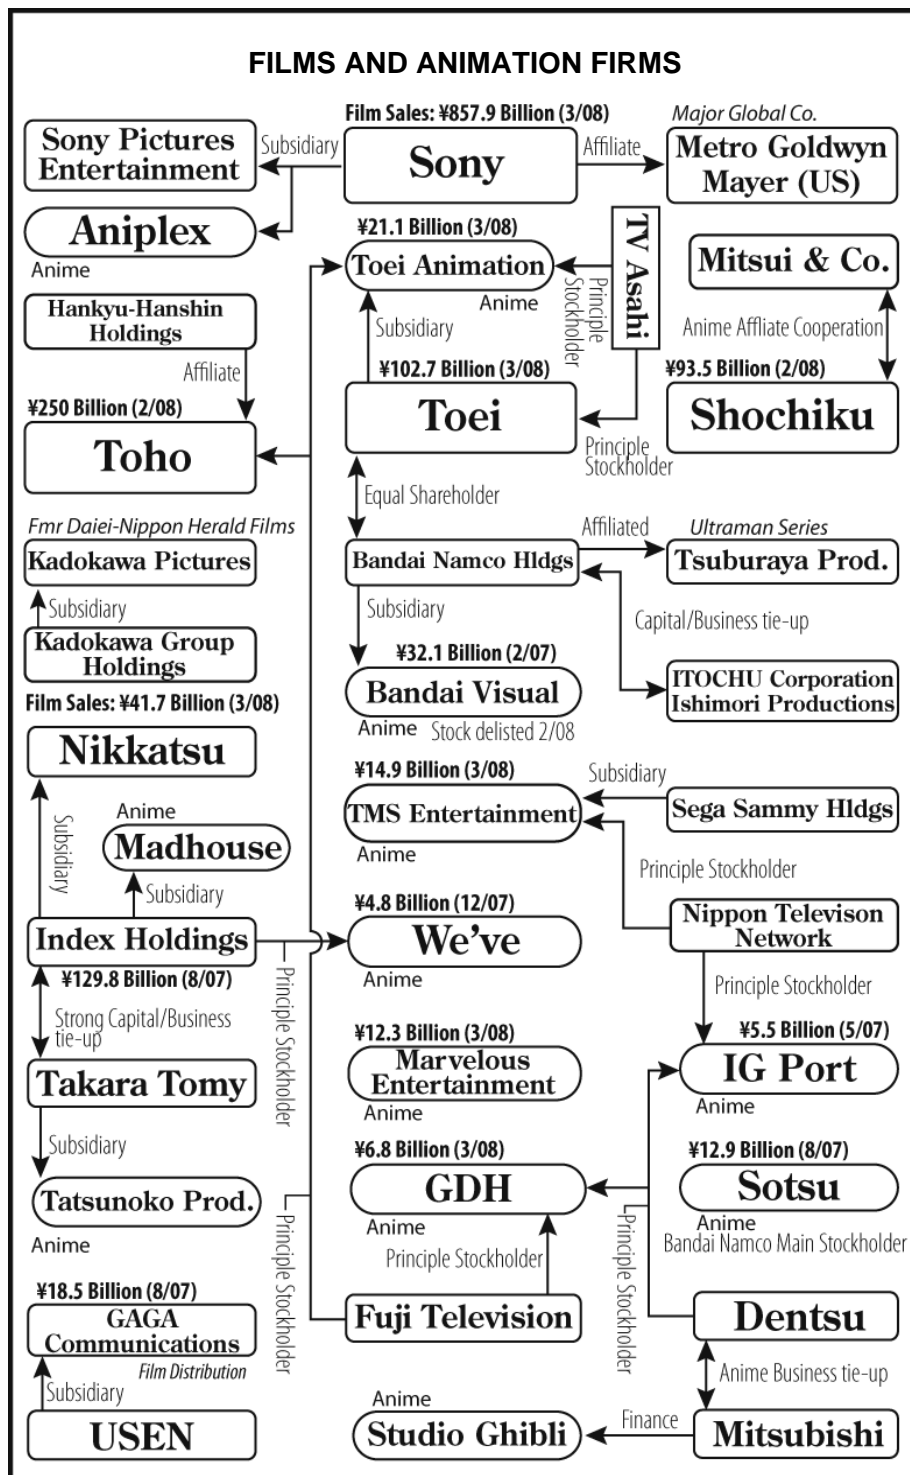 FILMS AND ANIMATION FIRMS
Film Sales: ¥857.9 Billion (3/08)
Major Global Co.
Sony Pictures
Entertainment
Subsidiary
Sony
Affiliate
Metro Goldwyn
Mayer (US)
Aniplex
Anime
¥21.1 Billion (3/08)
Toei Animation
Anime
TV Asahi
Principle
Stockholder
Mitsui & Co.
Hankyu-Hanshin
Holdings
Subsidiary
Anime Affliate Cooperation
Affiliate
¥102.7 Billion (3/08)
¥93.5 Billion (2/08)
¥250 Billion (2/08)
Toei
Shochiku
Toho
Principle
Stockholder
Equal Shareholder
Fmr Daiei-Nippon Herald Films
Affiliated
Ultraman Series
Kadokawa Pictures
Bandai Namco Hldgs
Tsuburaya Prod.
Subsidiary
Subsidiary
Capital/Business tie-up
Kadokawa Group
Holdings
¥32.1 Billion (2/07)
Bandai Visual
ITOCHU Corporation
Ishimori Productions
Film Sales: ¥41.7 Billion (3/08)
Anime
Stock delisted 2/08
Nikkatsu
¥14.9 Billion (3/08)
Subsidiary
Anime
TMS Entertainment
Sega Sammy Hldgs
Subsidiary
Madhouse
Anime
Principle Stockholder
Subsidiary
¥4.8 Billion (12/07)
Nippon Televison
Network
Index Holdings
We've
¥129.8 Billion (8/07)
Principle Stockholder
Anime
Principle Stockholder
Strong Capital/Business
tie-up
¥12.3 Billion (3/08)
¥5.5 Billion (5/07)
Takara Tomy
Marvelous
Entertainment
IG Port
Anime
Anime
Subsidiary
¥6.8 Billion (3/08)
¥12.9 Billion (8/07)
Tatsunoko Prod.
GDH
Sotsu
Anime
Principle Stockholder
Anime
Principle Stockholder
Principle Stockholder
Anime
Bandai Namco Main Stockholder
¥18.5 Billion (8/07)
GAGA
Communications
Fuji Television
Dentsu
Film Distribution
Subsidiary
Anime
Anime Business tie-up
USEN
Studio Ghibli
Finance
Mitsubishi